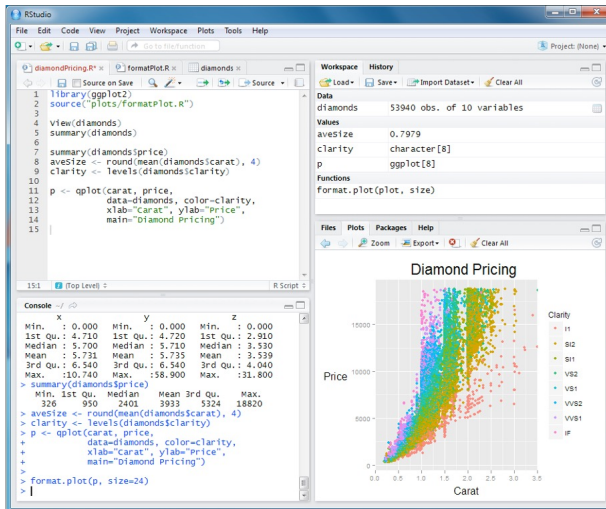 RStudio
File Edit Code View Project Workspace Plots Tools Help
Go to file/function
Project: (None)
diamondPricing.R*
formatPlot.R
diamonds
Source on Save
Source
1 library(ggplot2)
2 source("plots/formatPlot.R")
3
4 View(diamonds)
5 summary(diamonds)
6
7 summary(diamonds$price)
8 aveSize <- round(mean(diamonds$carat), 4)
9 clarity <- levels(diamonds$clarity)
10
11 p <- qplot(carat, price,
12 data=diamonds, color=clarity,
13 xlab="Carat", ylab="Price",
14 main="Diamond Pricing")
15
15:1 (Top Level) R Script
Console ~/
x y z
Min. : 0.000 Min. : 0.000 Min. : 0.000
1st Qu.: 4.710 1st Qu.: 4.720 1st Qu.: 2.910
Median : 5.700 Median : 5.710 Median : 3.530
Mean : 5.731 Mean : 5.735 Mean : 3.539
3rd Qu.: 6.540 3rd Qu.: 6.540 3rd Qu.: 4.040
Max. :10.740 Max. :58.900 Max. :31.800
> summary(diamonds$price)
Min. 1st Qu. Median Mean 3rd Qu. Max.
326 950 2401 3933 5324 18820
> aveSize <- round(mean(diamonds$carat), 4)
> clarity <- levels(diamonds$clarity)
> p <- qplot(carat, price,
+ data=diamonds, color=clarity,
+ xlab="Carat", ylab="Price",
+ main="Diamond Pricing")
>
> format.plot(p, size=24)
>
Workspace History
Load Save Import Dataset Clear All
Data
diamonds 53940 obs. of 10 variables
Values
aveSize 0.7979
clarity character[8]
p ggplot[8]
Functions
format.plot(plot, size)
Files Plots Packages Help
Zoom Export Clear All
Diamond Pricing
Price
15000
10000
5000
0
0.0 0.5 1.0 1.5 2.0 2.5 3.0 3.5
Carat
Clarity
I1
SI2
SI1
VS2
VS1
VVS2
VVS1
IF